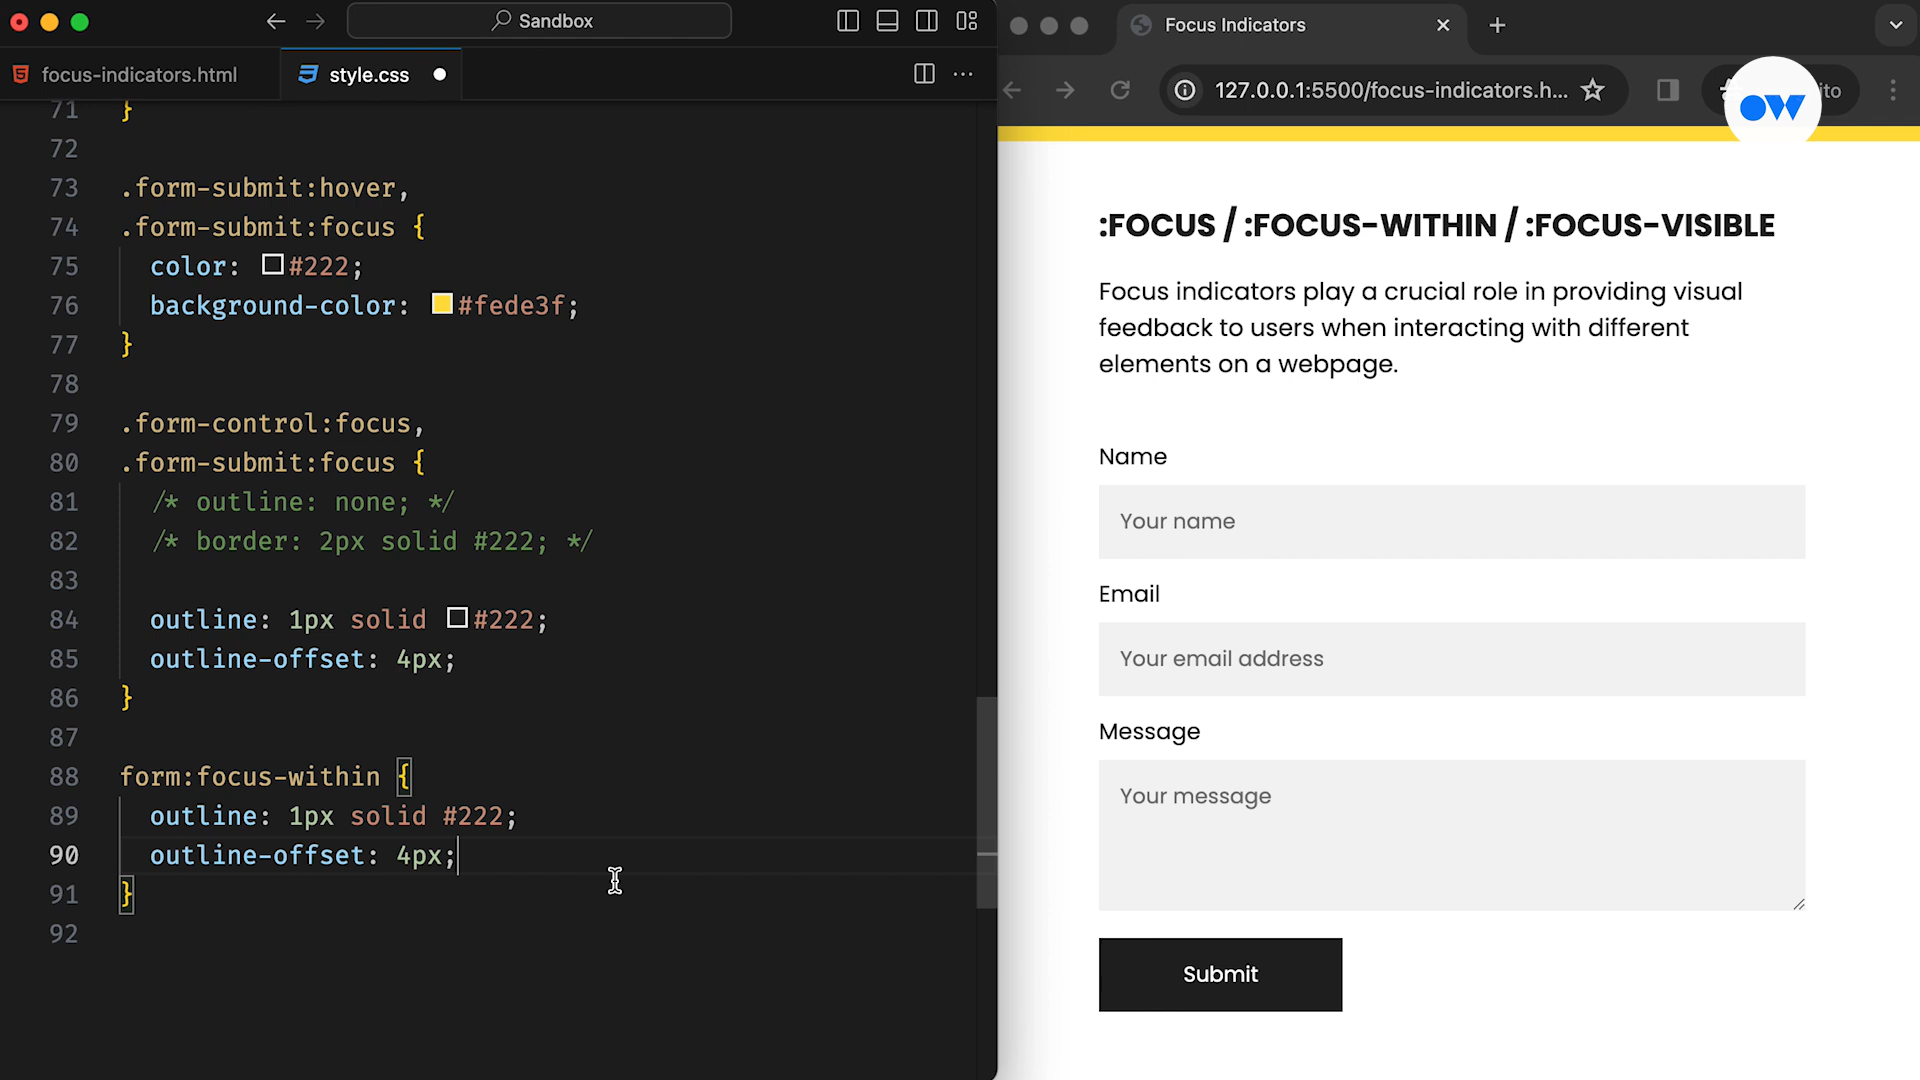 Sandbox
focus-indicators.html
style.css
71 }
72
73 .form-submit:hover,
74 .form-submit:focus {
75 color: #222;
76 background-color: #fede3f;
77 }
78
79 .form-control:focus,
80 .form-submit:focus {
81 /* outline: none; */
82 /* border: 2px solid #222; */
83
84 outline: 1px solid #222;
85 outline-offset: 4px;
86 }
87
88 form:focus-within {
89 outline: 1px solid #222;
90 outline-offset: 4px;
91 }
92
Focus Indicators
127.0.0.1:5500/focus-indicators.h...
ito
OW
:FOCUS / :FOCUS-WITHIN / :FOCUS-VISIBLE
Focus indicators play a crucial role in providing visual
feedback to users when interacting with different
elements on a webpage.
Name
Your name
Email
Your email address
Message
Your message
Submit